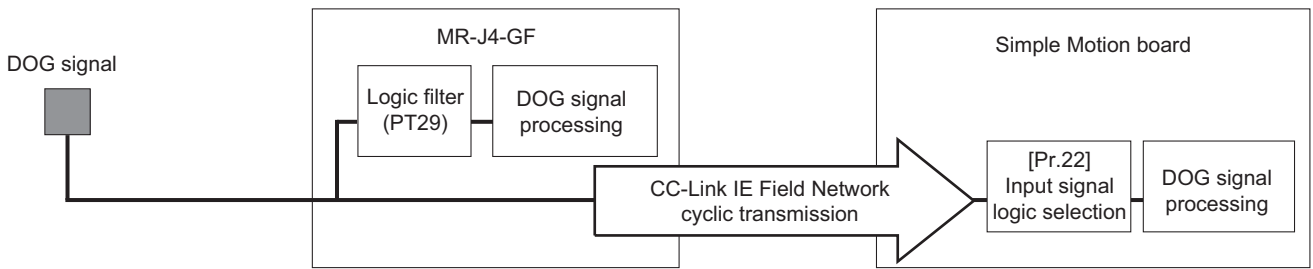 DOG signal
MR-J4-GF
Logic filter
(PT29)
DOG signal
processing
CC-Link IE Field Network
cyclic transmission
Simple Motion board
[Pr.22]
Input signal
logic selection
DOG signal
processing